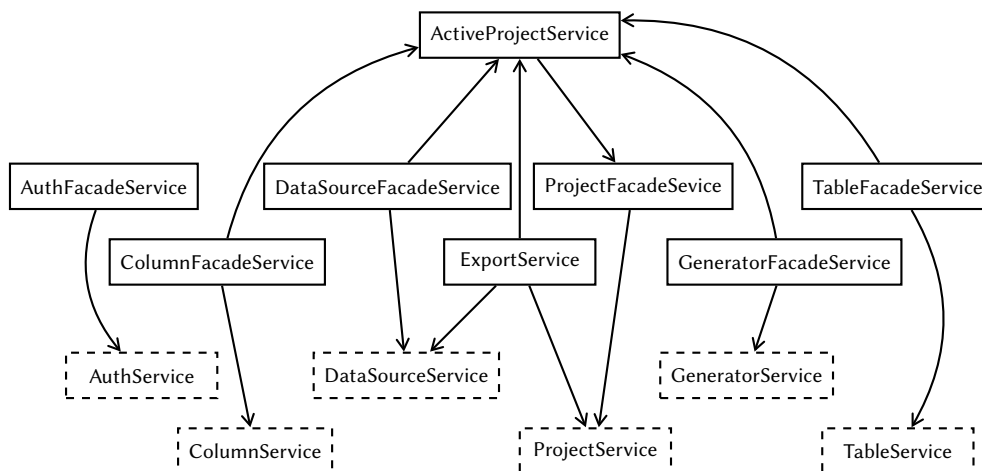 ActiveProjectService
AuthFacadeService
DataSourceFacadeService
ProjectFacadeSevice
TableFacadeService
ColumnFacadeService
ExportService
GeneratorFacadeService
AuthService
DataSourceService
GeneratorService
ColumnService
ProjectService
TableService